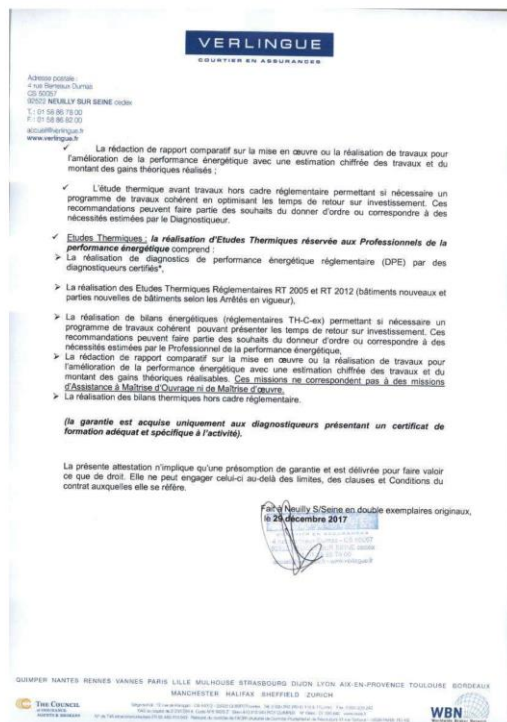 VERLINGUE
COURTIER EN ASSURANCES
Adresse postale :
4 rue Berteaux Dumas
CS 50057
92522 NEUILLY SUR SEINE cedex
T. : 01 58 86 78 00
F : 01 58 86 82 00
accueil@verlingue.fr
www.verlingue.fr
✓ La rédaction de rapport comparatif sur la mise en œuvre ou la réalisation de travaux pour
l'amélioration de la performance énergétique avec une estimation chiffrée des travaux et du
montant des gains théoriques réalisés ;
✓ L'étude thermique avant travaux hors cadre réglementaire permettant si nécessaire un
programme de travaux cohérent en optimisant les temps de retour sur investissement. Ces
recommandations peuvent faire partie des souhaits du donner d'ordre ou correspondre à des
nécessités estimées par le Diagnostiqueur.
✓ Etudes Thermiques : la réalisation d'Etudes Thermiques réservée aux Professionnels de la
performance énergétique comprend :
➢ La réalisation de diagnostics de performance énergétique réglementaire (DPE) par des
diagnostiqueurs certifiés*,
➢ La réalisation des Etudes Thermiques Réglementaires RT 2005 et RT 2012 (bâtiments nouveaux et
parties nouvelles de bâtiments selon les Arrêtés en vigueur),
➢ La réalisation de bilans énergétiques (réglementaires TH-C-ex) permettant si nécessaire un
programme de travaux cohérent pouvant présenter les temps de retour sur investissement. Ces
recommandations peuvent faire partie des souhaits du donneur d'ordre ou correspondre à des
nécessités estimées par le Professionnel de la performance énergétique,
➢ La rédaction de rapport comparatif sur la mise en œuvre ou la réalisation de travaux pour
l'amélioration de la performance énergétique avec une estimation chiffrée des travaux et du
montant des gains théoriques réalisables. Ces missions ne correspondent pas à des missions
d'Assistance à Maîtrise d'Ouvrage ni de Maîtrise d'œuvre.
➢ La réalisation des bilans thermiques hors cadre réglementaire.
(la garantie est acquise uniquement aux diagnostiqueurs présentant un certificat de
formation adéquat et spécifique à l'activité).
La présente attestation n'implique qu'une présomption de garantie et est délivrée pour faire valoir
ce que de droit. Elle ne peut engager celui-ci au-delà des limites, des clauses et Conditions du
contrat auxquelles elle se réfère.
Fait à Neuilly S/Seine en double exemplaires originaux,
le 29 décembre 2017
QUIMPER NANTES RENNES VANNES PARIS LILLE MULHOUSE STRASBOURG DIJON LYON AIX-EN-PROVENCE TOULOUSE BORDEAUX
MANCHESTER HALIFAX SHEFFIELD ZURICH
THE COUNCIL
WBN